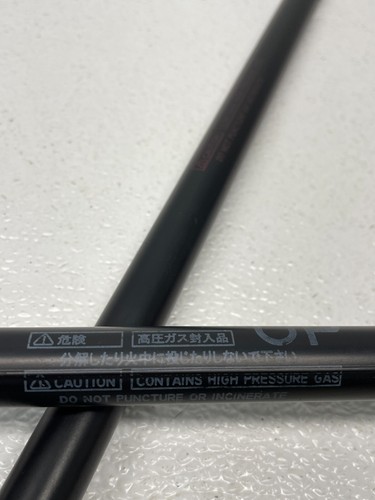 ⚠危険 高圧ガス封入品
分解したり火中に投じたりしないで下さい
⚠CAUTION CONTAINS HIGH PRESSURE GAS
DO NOT PUNCTURE OR INCINERATE